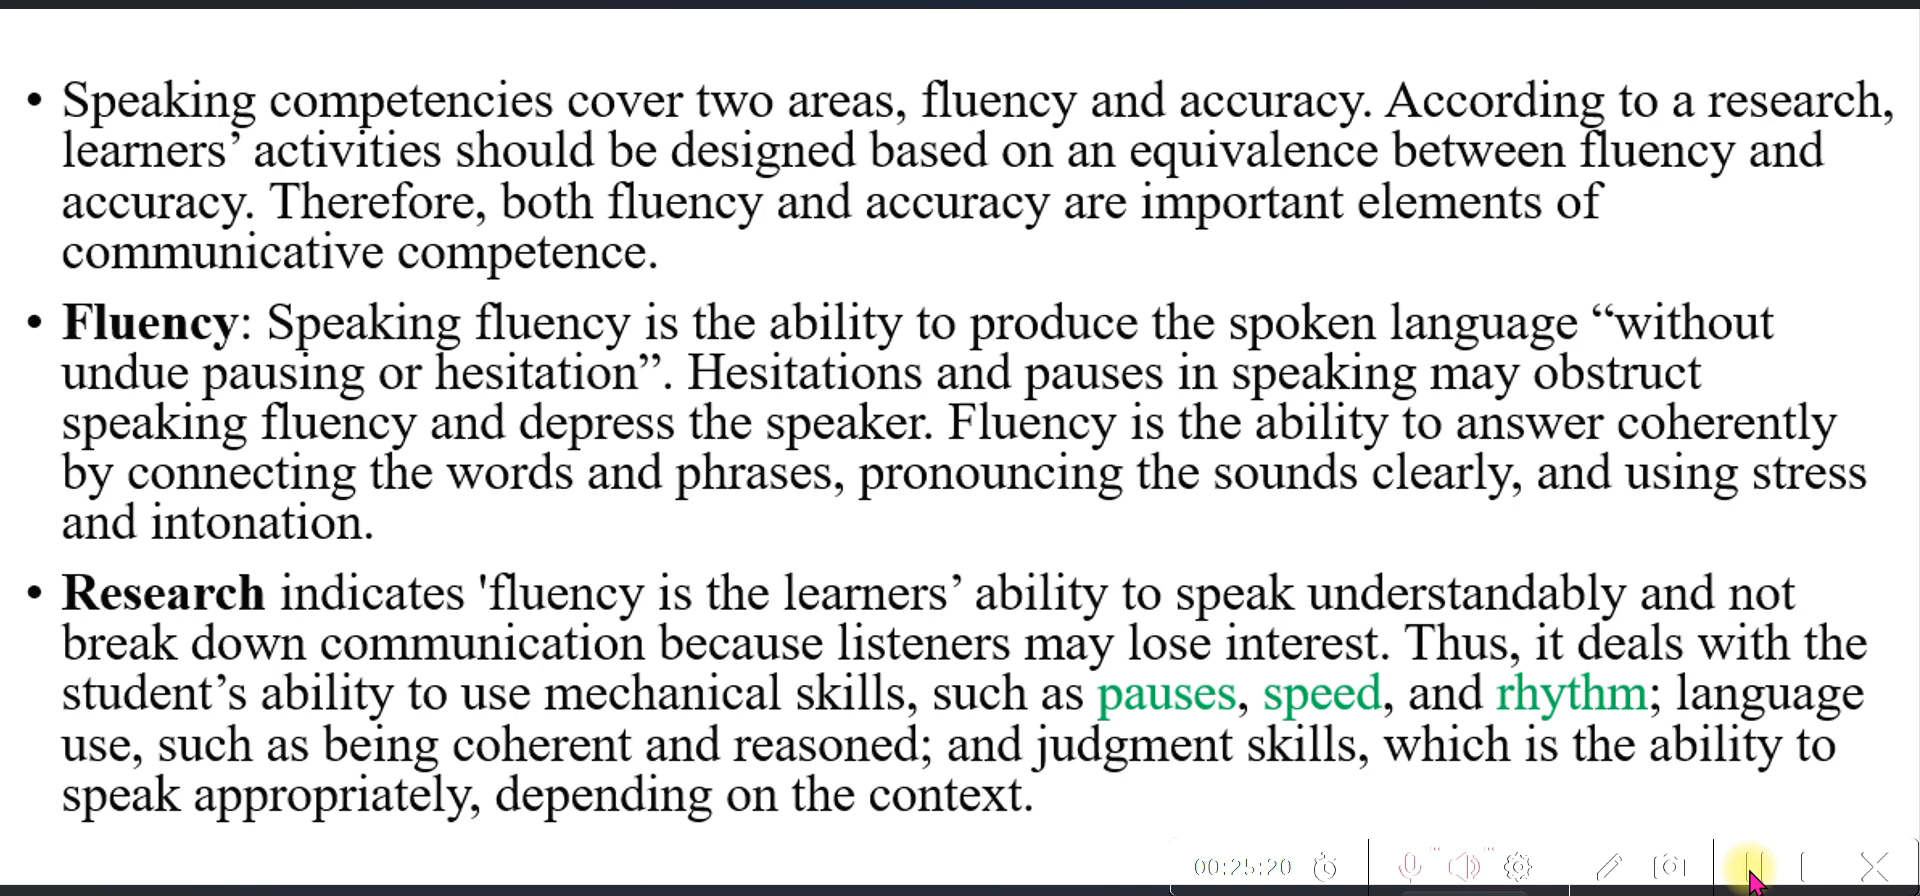 • Speaking competencies cover two areas, fluency and accuracy. According to a research,
learners’ activities should be designed based on an equivalence between fluency and
accuracy. Therefore, both fluency and accuracy are important elements of
communicative competence.
• Fluency: Speaking fluency is the ability to produce the spoken language “without
undue pausing or hesitation”. Hesitations and pauses in speaking may obstruct
speaking fluency and depress the speaker. Fluency is the ability to answer coherently
by connecting the words and phrases, pronouncing the sounds clearly, and using stress
and intonation.
• Research indicates 'fluency is the learners’ ability to speak understandably and not
break down communication because listeners may lose interest. Thus, it deals with the
student’s ability to use mechanical skills, such as pauses, speed, and rhythm; language
use, such as being coherent and reasoned; and judgment skills, which is the ability to
speak appropriately, depending on the context.
00:25:20